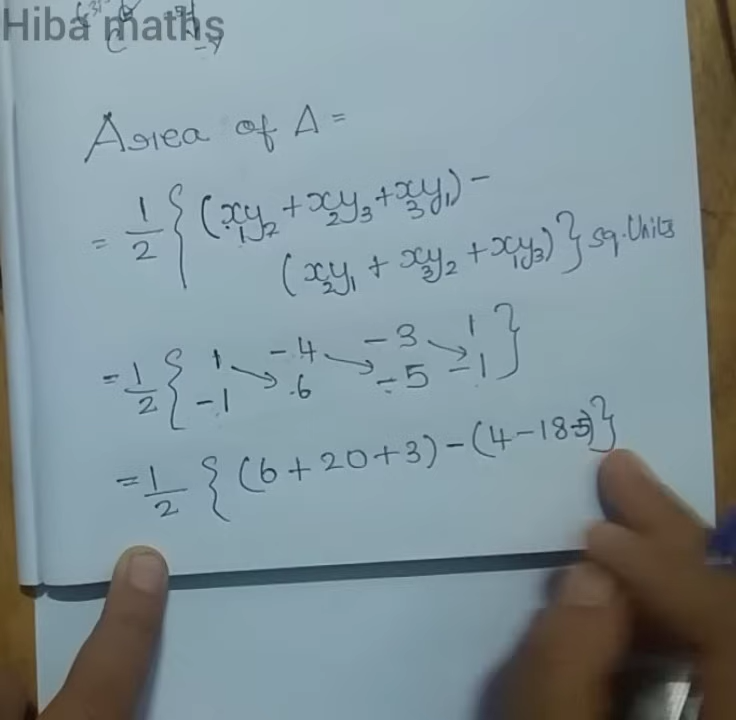 Hiba maths
Area of Δ =
= 1/2 { (x₁y₂ + x₂y₃ + x₃y₁) −
(x₂y₁ + x₃y₂ + x₁y₃) } sq. Units
= 1/2 { 1 −4 −3 1
−1 6 −5 −1 }
= 1/2 { (6 + 20 + 3) − (4 − 18 − 5) }